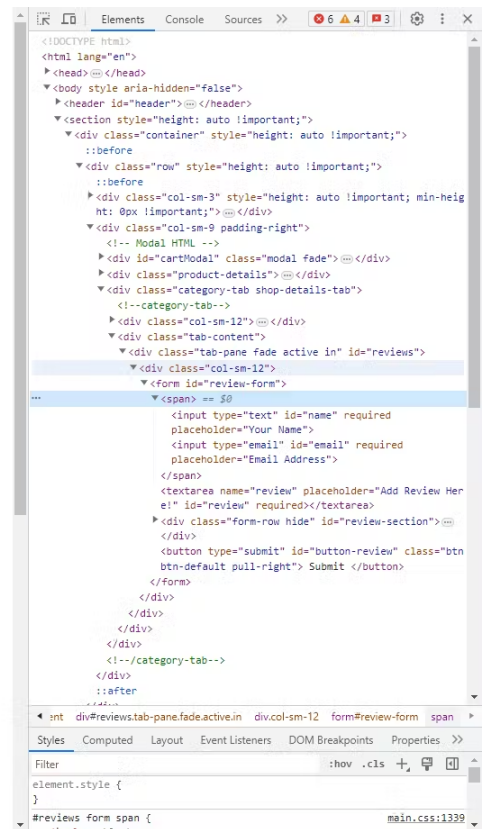 Elements Console Sources 6 4 3
<!DOCTYPE html>
<html lang="en">
<head> </head>
<body style aria-hidden="false">
<header id="header"> </header>
<section style="height: auto !important;">
<div class="container" style="height: auto !important;">
::before
<div class="row" style="height: auto !important;">
::before
<div class="col-sm-3" style="height: auto !important; min-heig
ht: 0px !important;"> </div>
<div class="col-sm-9 padding-right">
<!-- Modal HTML -->
<div id="cartModal" class="modal fade"> </div>
<div class="product-details"> </div>
<div class="category-tab shop-details-tab">
<!--category-tab-->
<div class="col-sm-12"> </div>
<div class="tab-content">
<div class="tab-pane fade active in" id="reviews">
<div class="col-sm-12">
<form id="review-form">
<span> == $0
<input type="text" id="name" required
placeholder="Your Name">
<input type="email" id="email" required
placeholder="Email Address">
</span>
<textarea name="review" placeholder="Add Review Her
e!" id="review" required></textarea>
<div class="form-row hide" id="review-section">
</div>
<button type="submit" id="button-review" class="btn
btn-default pull-right"> Submit </button>
</form>
</div>
</div>
</div>
</div>
<!--/category-tab-->
</div>
::after
ent div#reviews.tab-pane.fade.active.in div.col-sm-12 form#review-form span
Styles Computed Layout Event Listeners DOM Breakpoints Properties
Filter :hov .cls
element.style {
}
#reviews form span { main.css:1339